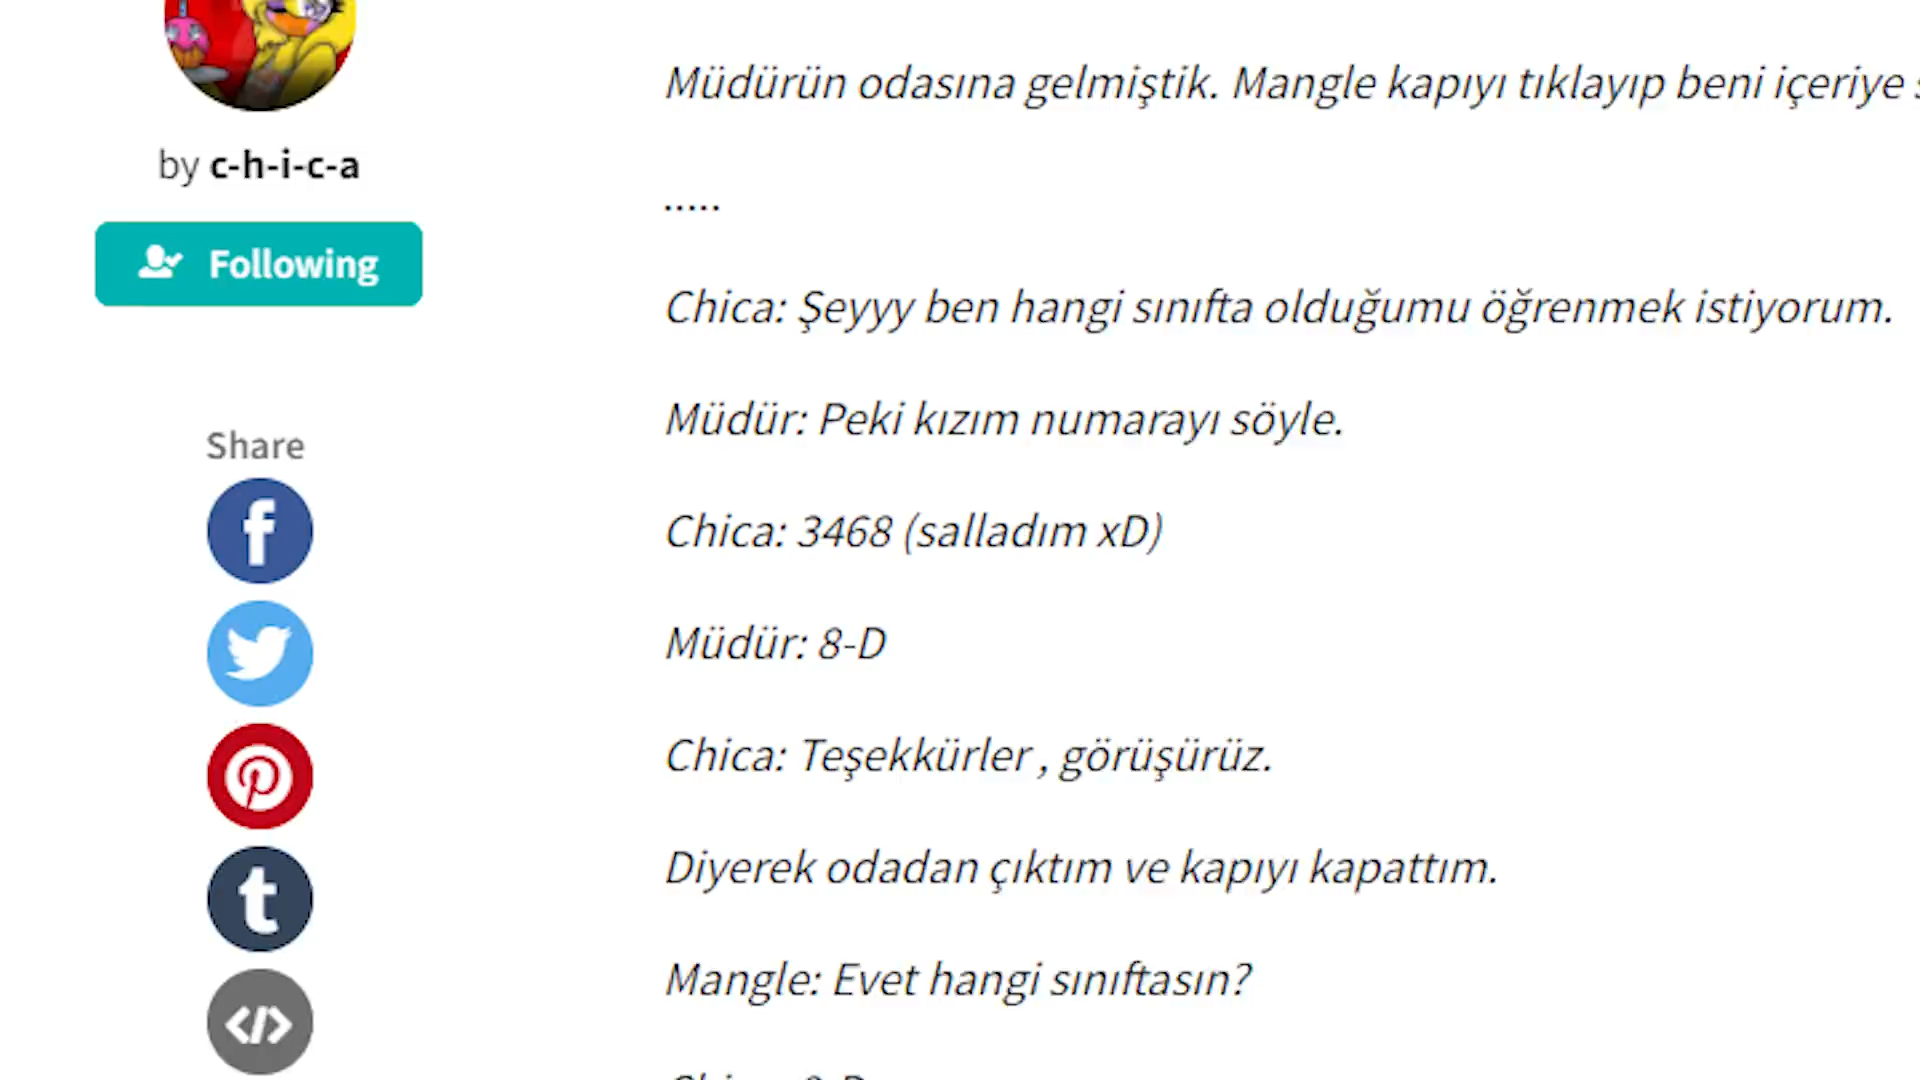 by c-h-i-c-a
Following
Share
Müdürün odasına gelmiştik. Mangle kapıyı tıklayıp beni içeriye
.....
Chica: Şeyyy ben hangi sınıfta olduğumu öğrenmek istiyorum.
Müdür: Peki kızım numarayı söyle.
Chica: 3468 (salladım xD)
Müdür: 8-D
Chica: Teşekkürler , görüşürüz.
Diyerek odadan çıktım ve kapıyı kapattım.
Mangle: Evet hangi sınıftasın?